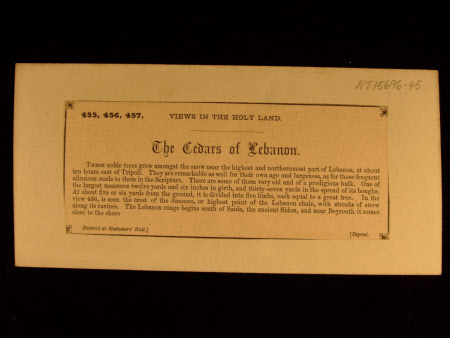 NT15696-45
455, 456, 457. VIEWS IN THE HOLY LAND.
The Cedars of Lebanon.
THESE noble trees grow amongst the snow near the highest and northernmost part of Lebanon, at about
ten hours east of Tripoli. They are remarkable as well for their own age and largeness, as for those frequent
allusions made to them in the Scripture. There are some of them very old and of a prodigious bulk. One of
the largest measures twelve yards and six inches in girth, and thirty-seven yards in the spread of its boughs.
At about five or six yards from the ground, it is divided into five limbs, each equal to a great tree. In the
view 456, is seen the crest of the or highest point of the Lebanon chain, with streaks of snow
along its ravines. The Lebanon range begins south of Saida, the ancient Sidon, and near Beyrouth it comes
close to the shore
Entered at Stationers' Hall.] [Depose.